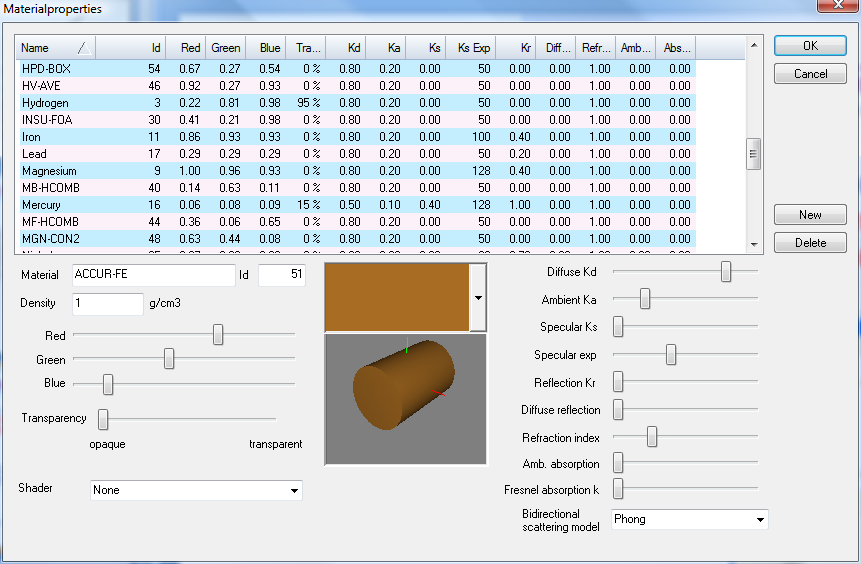 Materialproperties
Name Id Red Green Blue Tra... Kd Ka Ks Ks Exp Kr Diff... Refr... Amb... Abs...
HPD-BOX 54 0.67 0.27 0.54 0 % 0.80 0.20 0.00 50 0.00 0.00 1.00 0.00 0.00
HV-AVE 46 0.92 0.27 0.93 0 % 0.80 0.20 0.00 50 0.00 0.00 1.00 0.00 0.00
Hydrogen 3 0.22 0.81 0.98 95 % 0.80 0.20 0.00 50 0.00 0.00 1.00 0.00 0.00
INSU-FOA 30 0.41 0.21 0.98 0 % 0.80 0.20 0.00 50 0.00 0.00 1.00 0.00 0.00
Iron 11 0.86 0.93 0.93 0 % 0.80 0.20 0.00 100 0.40 0.00 1.00 0.00 0.00
Lead 17 0.29 0.29 0.29 0 % 0.80 0.20 0.00 50 0.20 0.00 1.00 0.00 0.00
Magnesium 9 1.00 0.96 0.93 0 % 0.80 0.20 0.00 128 0.40 0.00 1.00 0.00 0.00
MB-HCOMB 40 0.14 0.63 0.11 0 % 0.80 0.20 0.00 50 0.00 0.00 1.00 0.00 0.00
Mercury 16 0.06 0.08 0.09 15 % 0.50 0.10 0.40 128 1.00 0.00 1.00 0.00 0.00
MF-HCOMB 44 0.36 0.06 0.65 0 % 0.80 0.20 0.00 50 0.00 0.00 1.00 0.00 0.00
MGN-CON2 48 0.63 0.44 0.08 0 % 0.80 0.20 0.00 50 0.00 0.00 1.00 0.00 0.00
OK
Cancel
New
Delete
Material ACCUR-FE Id 51
Density 1 g/cm3
Red
Green
Blue
Transparency
opaque transparent
Shader None
Diffuse Kd
Ambient Ka
Specular Ks
Specular exp
Reflection Kr
Diffuse reflection
Refraction index
Amb. absorption
Fresnel absorption k
Bidirectional
scattering model Phong